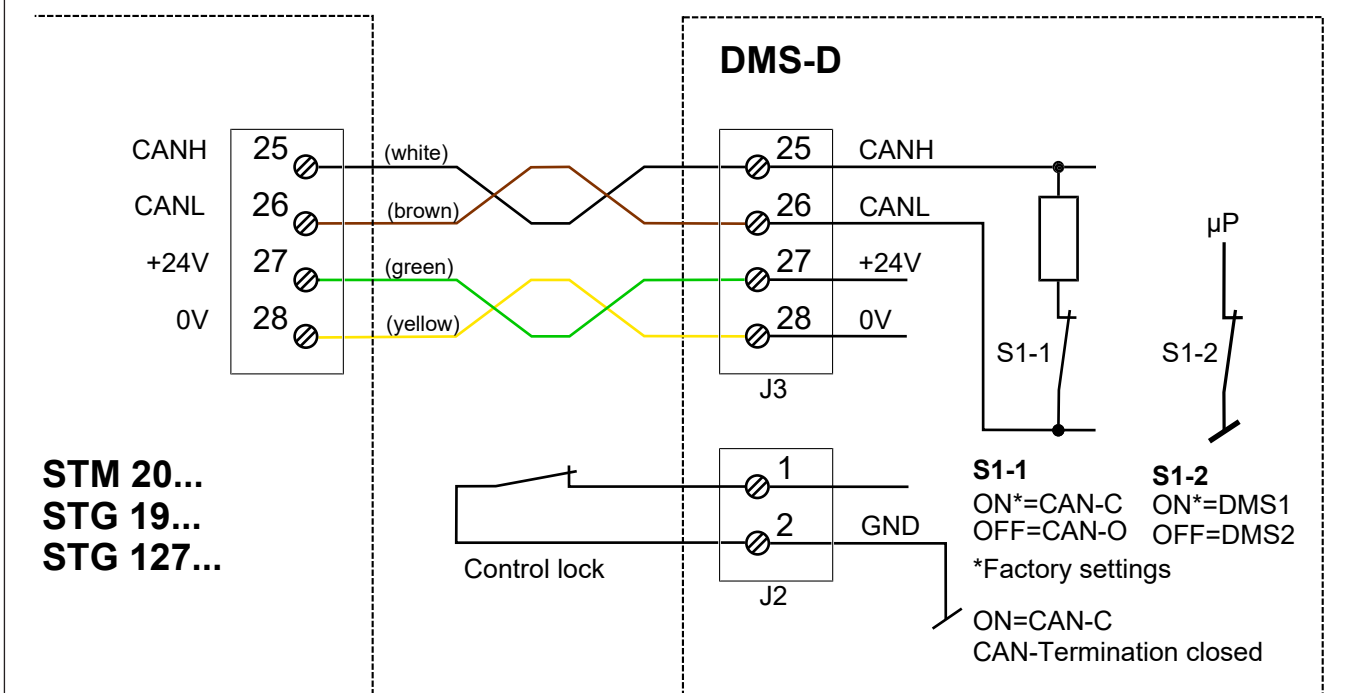 DMS-D
CANH 25 (white) 25 CANH
CANL 26 (brown) 26 CANL
+24V 27 (green) 27 +24V
0V 28 (yellow) 28 0V
J3
µP
S1-1 S1-2
STM 20...
STG 19...
STG 127...
Control lock
1
2 GND
J2
S1-1
ON*=CAN-C
OFF=CAN-O
S1-2
ON*=DMS1
OFF=DMS2
*Factory settings
ON=CAN-C
CAN-Termination closed